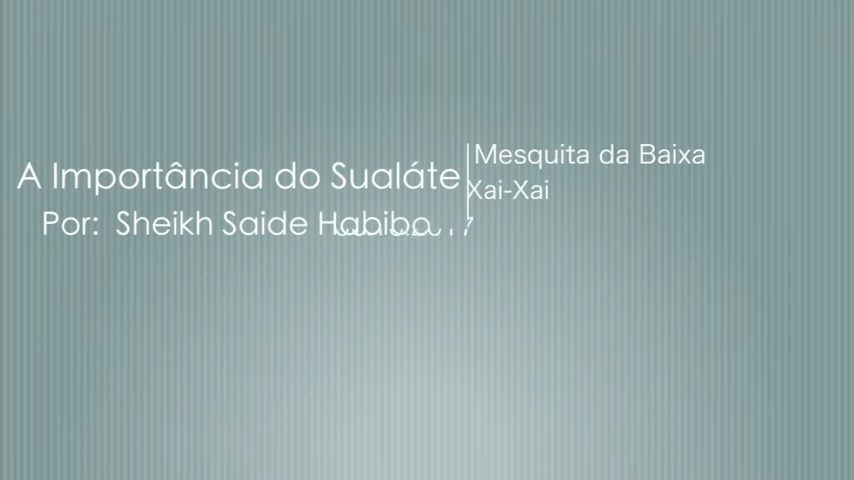 A Importância do Sualáte
Por: Sheikh Saide Habibo
Mesquita da Baixa
Xai-Xai